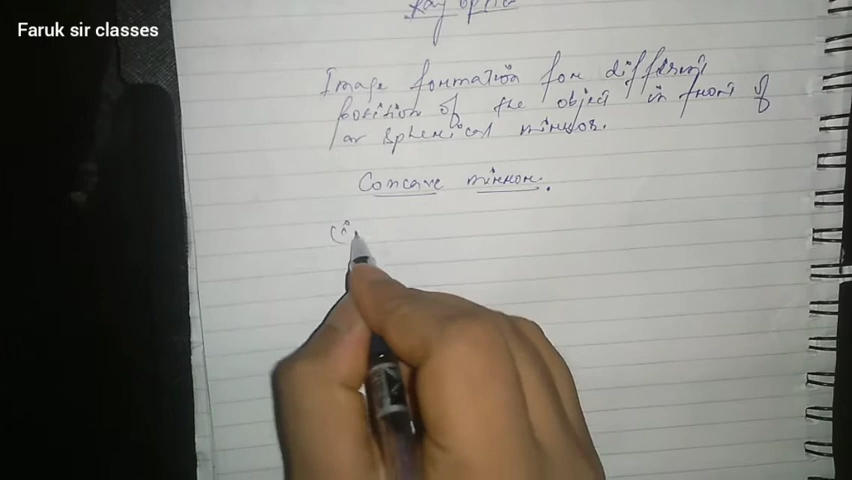 Faruk sir classes
Ray optic
Image formation for different
position of the object in front of
a spherical mirror.
Concave mirror.
(i